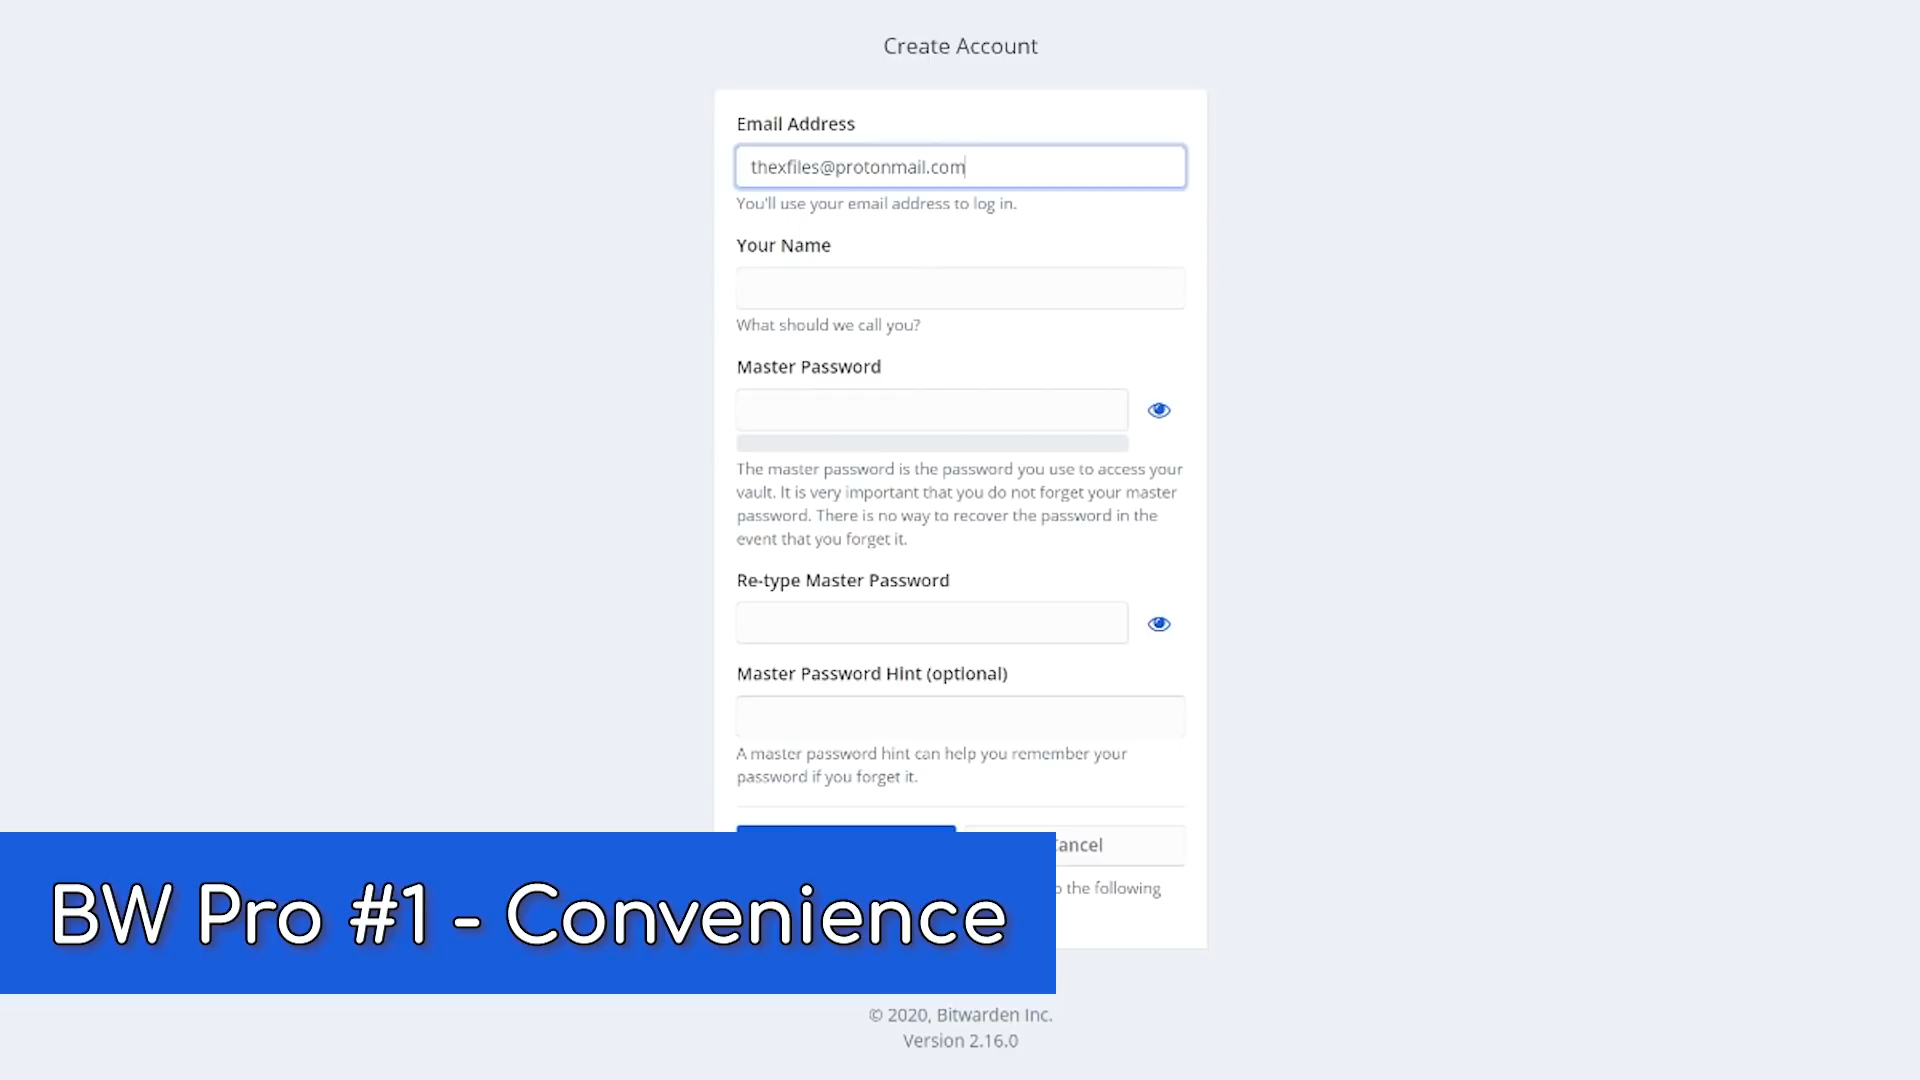 Create Account
Email Address
thexfiles@protonmail.com
You'll use your email address to log in.
Your Name
What should we call you?
Master Password
The master password is the password you use to access your
vault. It is very important that you do not forget your master
password. There is no way to recover the password in the
event that you forget it.
Re-type Master Password
Master Password Hint (optional)
A master password hint can help you remember your
password if you forget it.
the following
BW Pro #1 - Convenience
© 2020, Bitwarden Inc.
Version 2.16.0